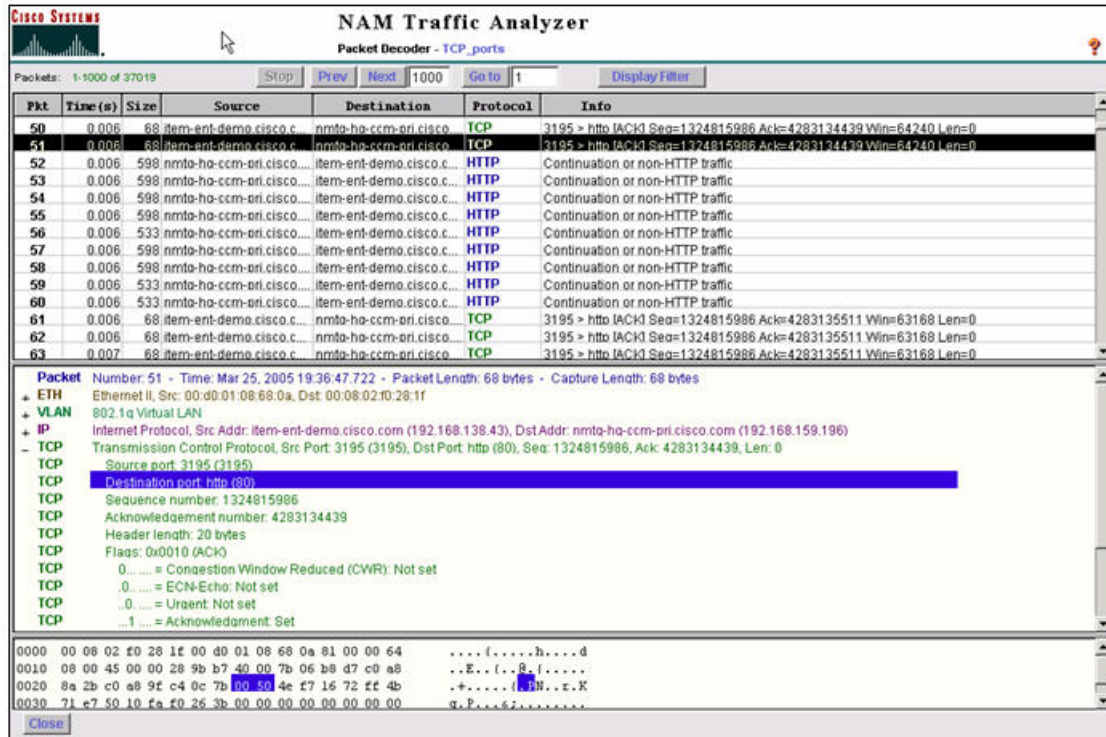 CISCO SYSTEMS
NAM Traffic Analyzer
Packet Decoder - TCP_ports
?
Packets: 1-1000 of 37019 Stop Prev Next 1000 Go to 1 Display Filter
Pkt Time (s) Size Source Destination Protocol Info
50 0.006 68 item-ent-demo.cisco.c... nmtg-hq-ccm-pri.cisco.... TCP 3195 > http [ACK] Seq=1324815986 Ack=4283134439 Win=64240 Len=0
51 0.006 68 item-ent-demo.cisco.c... nmtg-hq-ccm-pri.cisco.... TCP 3195 > http [ACK] Seq=1324815986 Ack=4283134439 Win=64240 Len=0
52 0.006 598 nmtg-hq-ccm-pri.cisco.... item-ent-demo.cisco.c... HTTP Continuation or non-HTTP traffic
53 0.006 598 nmtg-hq-ccm-pri.cisco.... item-ent-demo.cisco.c... HTTP Continuation or non-HTTP traffic
54 0.006 598 nmtg-hq-ccm-pri.cisco.... item-ent-demo.cisco.c... HTTP Continuation or non-HTTP traffic
55 0.006 598 nmtg-hq-ccm-pri.cisco.... item-ent-demo.cisco.c... HTTP Continuation or non-HTTP traffic
56 0.006 533 nmtg-hq-ccm-pri.cisco.... item-ent-demo.cisco.c... HTTP Continuation or non-HTTP traffic
57 0.006 598 nmtg-hq-ccm-pri.cisco.... item-ent-demo.cisco.c... HTTP Continuation or non-HTTP traffic
58 0.006 598 nmtg-hq-ccm-pri.cisco.... item-ent-demo.cisco.c... HTTP Continuation or non-HTTP traffic
59 0.006 533 nmtg-hq-ccm-pri.cisco.... item-ent-demo.cisco.c... HTTP Continuation or non-HTTP traffic
60 0.006 533 nmtg-hq-ccm-pri.cisco.... item-ent-demo.cisco.c... HTTP Continuation or non-HTTP traffic
61 0.006 68 item-ent-demo.cisco.c... nmtg-hq-ccm-pri.cisco.... TCP 3195 > http [ACK] Seq=1324815986 Ack=4283135511 Win=63168 Len=0
62 0.006 68 item-ent-demo.cisco.c... nmtg-hq-ccm-pri.cisco.... TCP 3195 > http [ACK] Seq=1324815986 Ack=4283135511 Win=63168 Len=0
63 0.007 68 item-ent-demo.cisco.c... nmtg-hq-ccm-pri.cisco.... TCP 3195 > http [ACK] Seq=1324815986 Ack=4283135511 Win=63168 Len=0
Packet Number: 51 - Time: Mar 25, 2005 19:36:47.722 - Packet Length: 68 bytes - Capture Length: 68 bytes
+ ETH Ethernet II, Src: 00:d0:01:08:68:0a, Dst: 00:08:02:f0:28:1f
+ VLAN 802.1q Virtual LAN
+ IP Internet Protocol, Src Addr: item-ent-demo.cisco.com (192.168.138.43), Dst Addr: nmtg-hq-ccm-pri.cisco.com (192.168.159.196)
- TCP Transmission Control Protocol, Src Port: 3195 (3195), Dst Port: http (80), Seq: 1324815986, Ack: 4283134439, Len: 0
TCP Source port: 3195 (3195)
TCP Destination port: http (80)
TCP Sequence number: 1324815986
TCP Acknowledgement number: 4283134439
TCP Header length: 20 bytes
TCP Flags: 0x0010 (ACK)
TCP 0... .... = Congestion Window Reduced (CWR): Not set
TCP .0.. .... = ECN-Echo: Not set
TCP ..0. .... = Urgent: Not set
TCP ...1 .... = Acknowledgment: Set
0000 00 08 02 f0 28 1f 00 d0 01 08 68 0a 81 00 00 64 ....(.....h....d
0010 08 00 45 00 00 28 9b b7 40 00 7b 06 b8 d7 c0 a8 ..E..(..@.{.....
0020 8a 2b c0 a8 9f c4 0c 7b 00 50 4e f7 16 72 ff 4b .+.....{.PN..r.K
0030 71 e7 50 10 fa f0 26 3b 00 00 00 00 00 00 00 00 q.P...&;........
Close